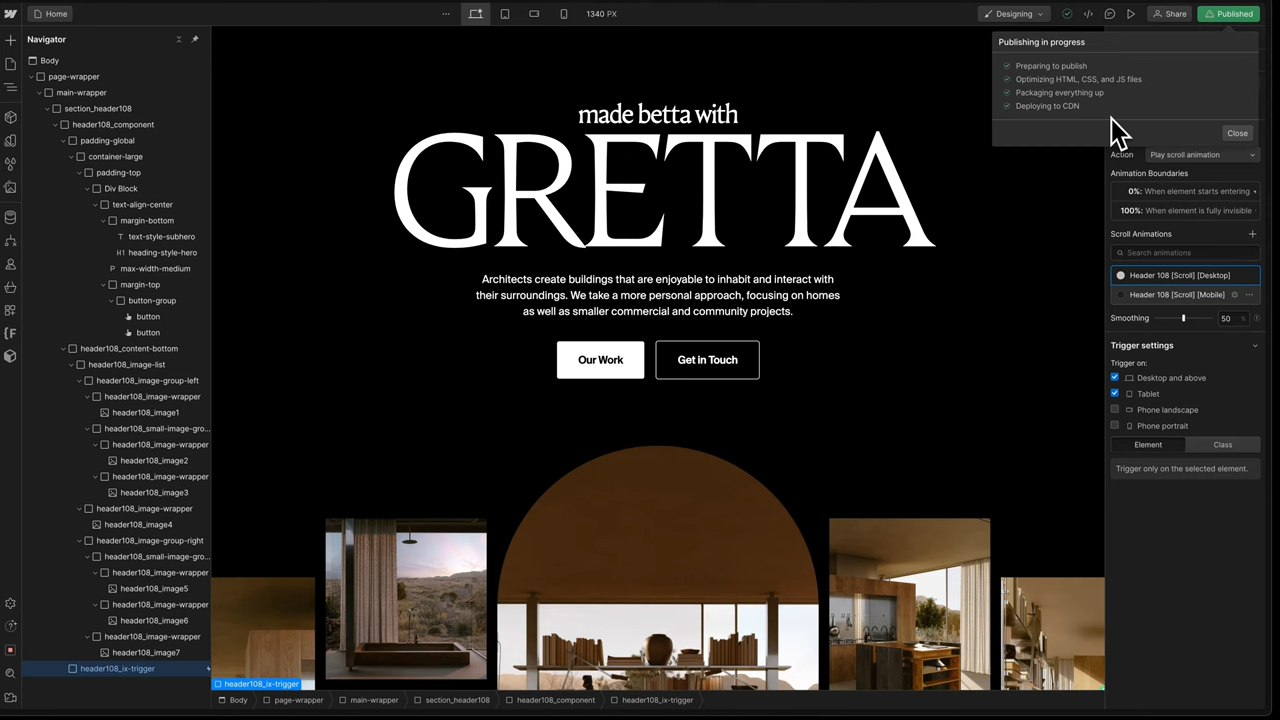 Home
1340 PX
Designing
Share
Published
Navigator
Body
page-wrapper
main-wrapper
section_header108
header108_component
padding-global
container-large
padding-top
Div Block
text-align-center
margin-bottom
T text-style-subhero
H1 heading-style-hero
P max-width-medium
margin-top
button-group
button
button
header108_content-bottom
header108_image-list
header108_image-group-left
header108_image-wrapper
header108_image1
header108_small-image-gro...
header108_image-wrapper
header108_image2
header108_image-wrapper
header108_image3
header108_image-wrapper
header108_image4
header108_image-group-right
header108_small-image-gro...
header108_image-wrapper
header108_image5
header108_image-wrapper
header108_image6
header108_image-wrapper
header108_image7
header108_ix-trigger
made betta with
GRETTA
Architects create buildings that are enjoyable to inhabit and interact with
their surroundings. We take a more personal approach, focusing on homes
as well as smaller commercial and community projects.
Our Work
Get in Touch
header108_ix-trigger
Body
page-wrapper
main-wrapper
section_header108
header108_component
header108_ix-trigger
Publishing in progress
Preparing to publish
Optimizing HTML, CSS, and JS files
Packaging everything up
Deploying to CDN
Close
Action
Play scroll animation
Animation Boundaries
0%: When element starts entering
100%: When element is fully invisible
Scroll Animations
Search animations
Header 108 [Scroll] [Desktop]
Header 108 [Scroll] [Mobile]
Smoothing
50 %
Trigger settings
Trigger on:
Desktop and above
Tablet
Phone landscape
Phone portrait
Element
Class
Trigger only on the selected element.